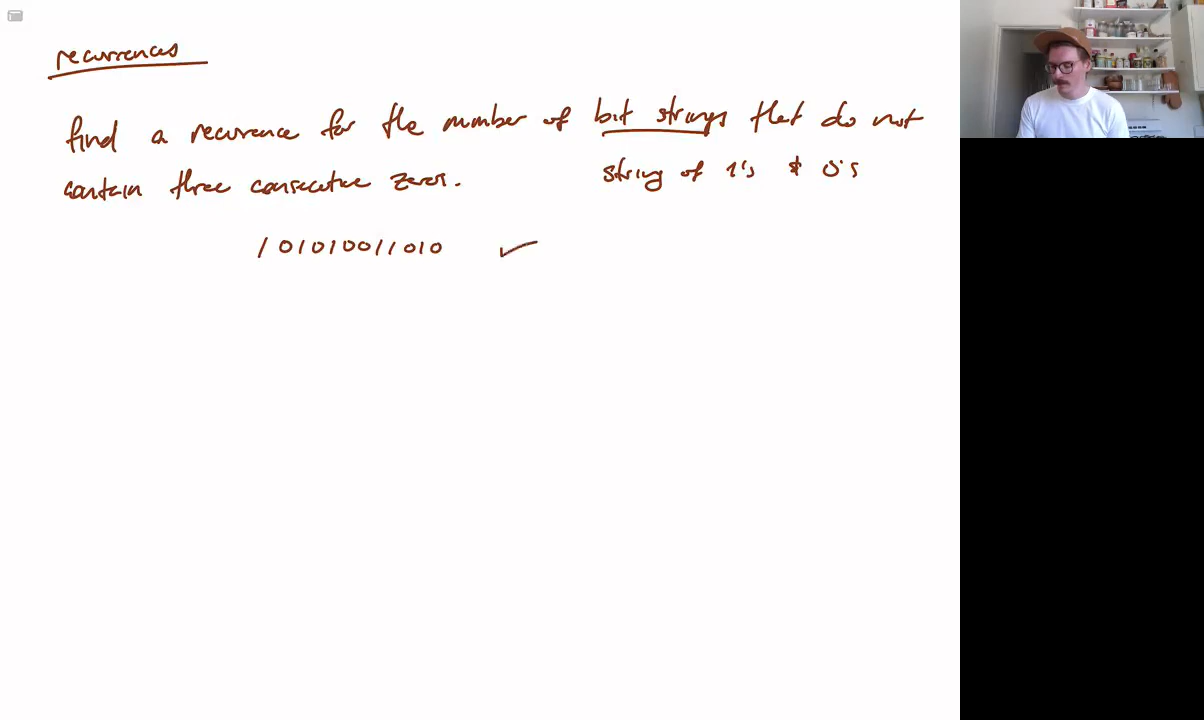 recurrences
find a recurrence for the number of bit strings that do not
contain three consecutive zeros.
string of 1's & 0's
101010011010